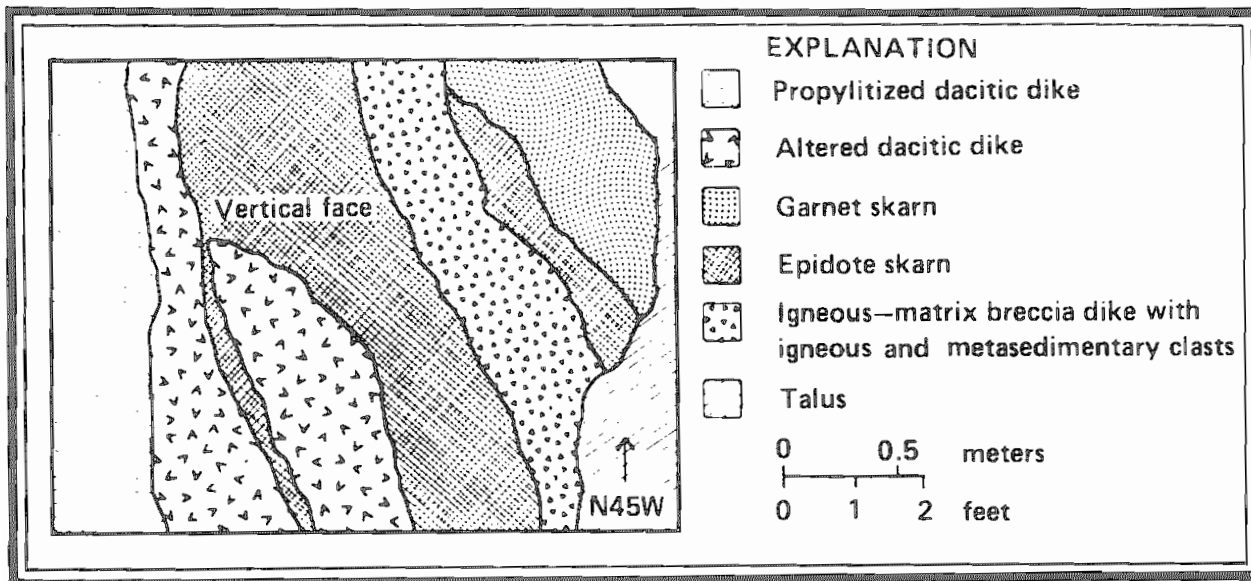 EXPLANATION
Propylitized dacitic dike
Altered dacitic dike
Garnet skarn
Epidote skarn
Igneous—matrix breccia dike with
igneous and metasedimentary clasts
Talus
0 0.5 meters
0 1 2 feet
Vertical face
N45W